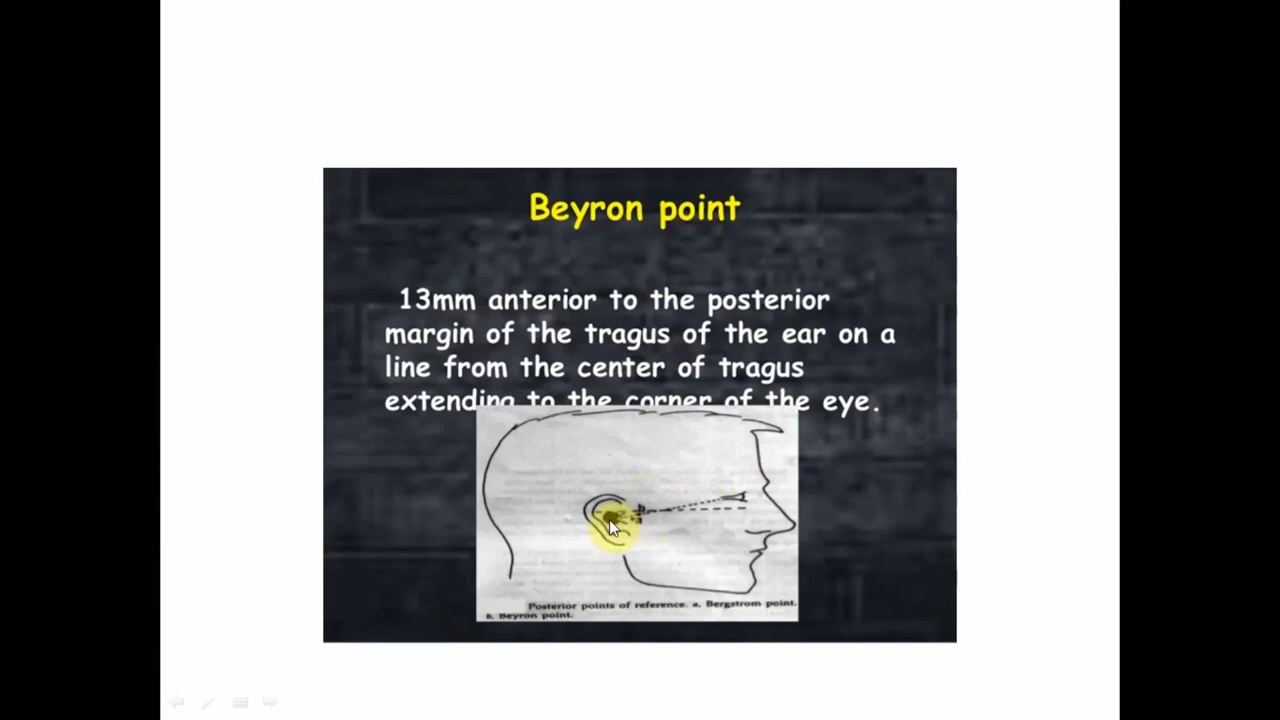 Beyron point
13mm anterior to the posterior
margin of the tragus of the ear on a
line from the center of tragus
extending to the corner of the eye.
b
a
Posterior points of reference. a, Bergstrom point.
b, Beyron point.